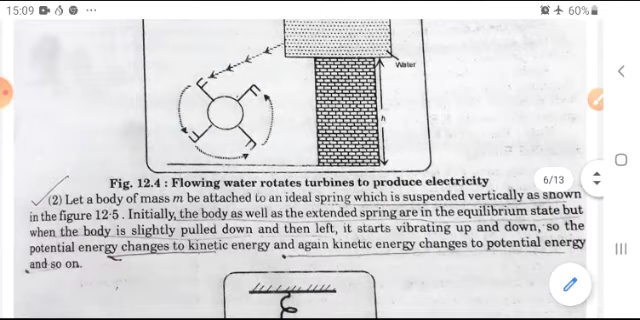 15:09
60%
Water
h
Fig. 12.4 : Flowing water rotates turbines to produce electricity
6/13
(2) Let a body of mass m be attached to an ideal spring which is suspended vertically as shown
in the figure 12·5. Initially, the body as well as the extended spring are in the equilibrium state but
when the body is slightly pulled down and then left, it starts vibrating up and down, so the
potential energy changes to kinetic energy and again kinetic energy changes to potential energy
and so on.